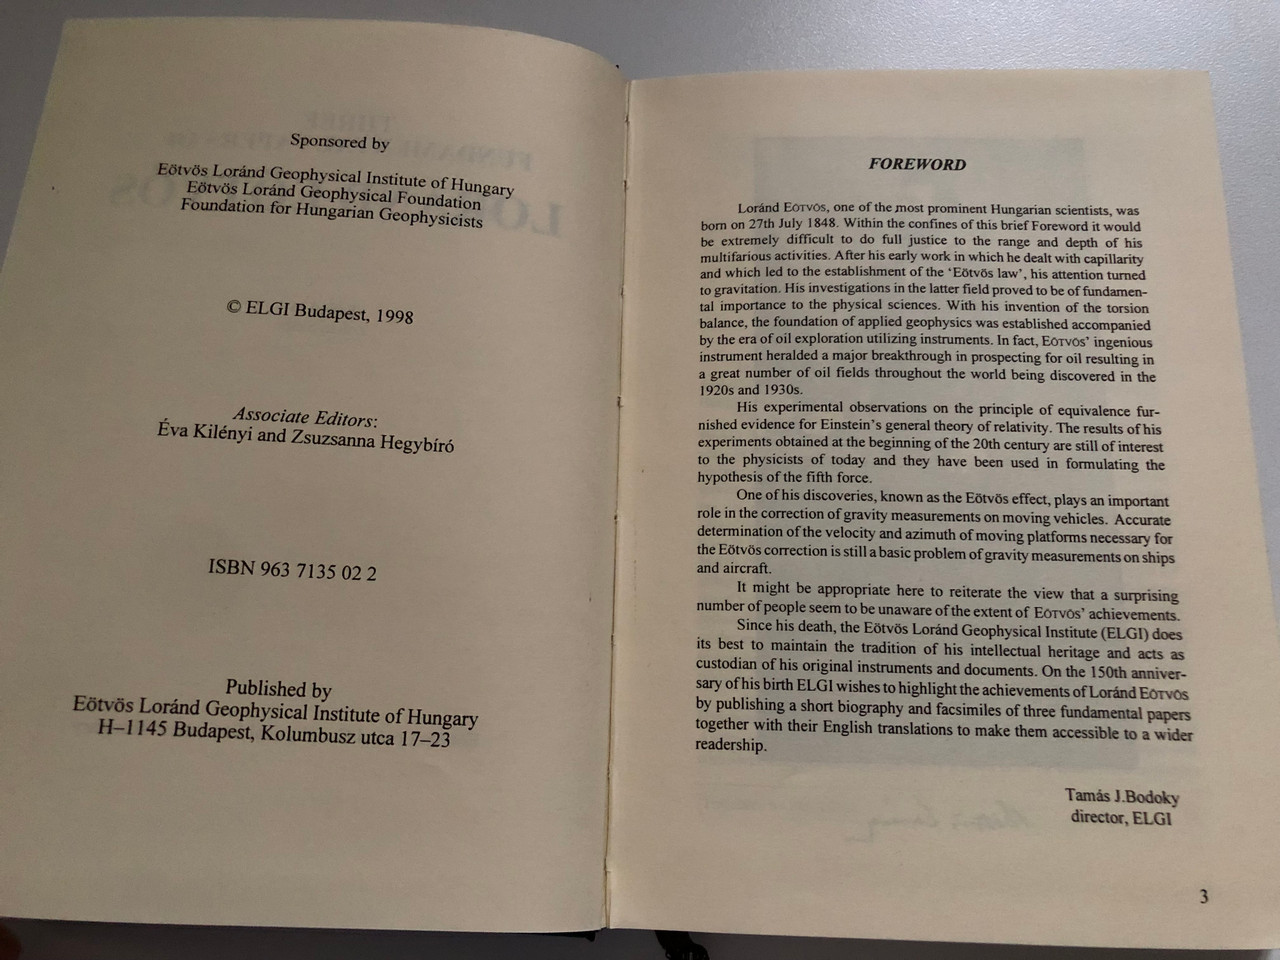 Sponsored by
Eötvös Loránd Geophysical Institute of Hungary
Eötvös Loránd Geophysical Foundation
Foundation for Hungarian Geophysicists
© ELGI Budapest, 1998
Associate Editors:
Éva Kilényi and Zsuzsanna Hegybíró
ISBN 963 7135 02 2
Published by
Eötvös Loránd Geophysical Institute of Hungary
H–1145 Budapest, Kolumbusz utca 17–23
FOREWORD
Loránd EÖTVÖS, one of the most prominent Hungarian scientists, was
born on 27th July 1848. Within the confines of this brief Foreword it would
be extremely difficult to do full justice to the range and depth of his
multifarious activities. After his early work in which he dealt with capillarity
and which led to the establishment of the ‘Eötvös law’, his attention turned
to gravitation. His investigations in the latter field proved to be of fundamen-
tal importance to the physical sciences. With his invention of the torsion
balance, the foundation of applied geophysics was established accompanied
by the era of oil exploration utilizing instruments. In fact, EÖTVÖS’ ingenious
instrument heralded a major breakthrough in prospecting for oil resulting in
a great number of oil fields throughout the world being discovered in the
1920s and 1930s.
His experimental observations on the principle of equivalence fur-
nished evidence for Einstein’s general theory of relativity. The results of his
experiments obtained at the beginning of the 20th century are still of interest
to the physicists of today and they have been used in formulating the
hypothesis of the fifth force.
One of his discoveries, known as the Eötvös effect, plays an important
role in the correction of gravity measurements on moving vehicles. Accurate
determination of the velocity and azimuth of moving platforms necessary for
the Eötvös correction is still a basic problem of gravity measurements on ships
and aircraft.
It might be appropriate here to reiterate the view that a surprising
number of people seem to be unaware of the extent of EÖTVÖS’ achievements.
Since his death, the Eötvös Loránd Geophysical Institute (ELGI) does
its best to maintain the tradition of his intellectual heritage and acts as
custodian of his original instruments and documents. On the 150th anniver-
sary of his birth ELGI wishes to highlight the achievements of Loránd EÖTVÖS
by publishing a short biography and facsimiles of three fundamental papers
together with their English translations to make them accessible to a wider
readership.
Tamás J.Bodoky
director, ELGI
3